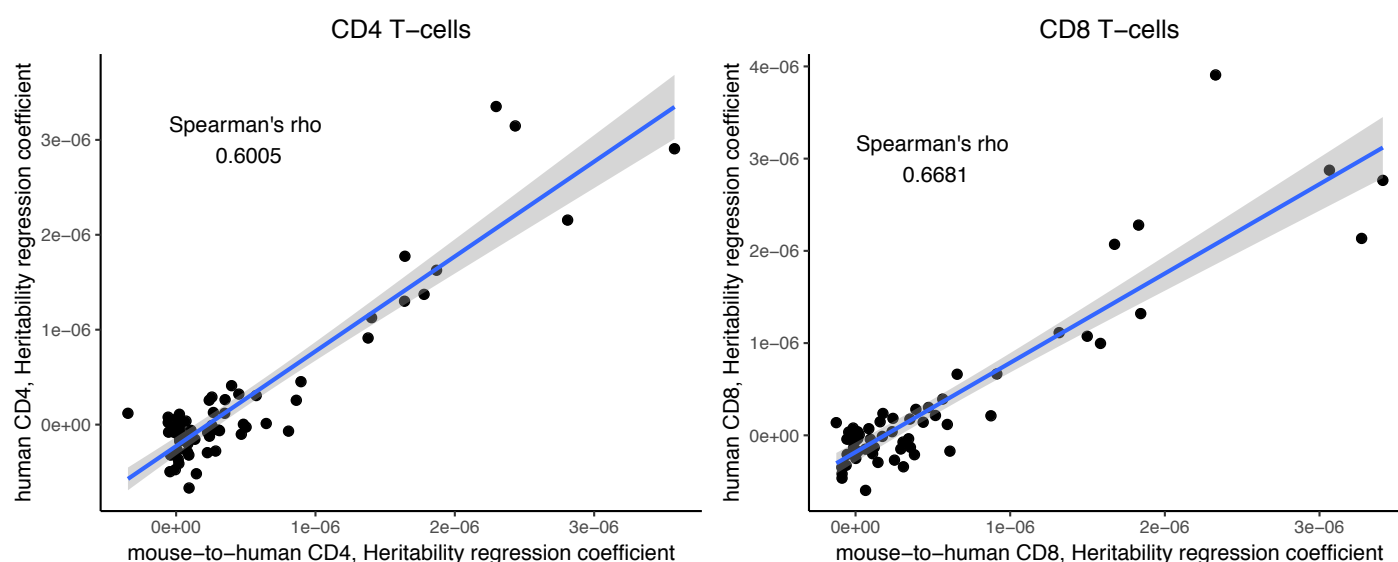 CD4 T−cells
human CD4, Heritability regression coefficient
3e−06
2e−06
1e−06
0e+00
Spearman's rho
0.6005
0e+00 1e−06 2e−06 3e−06
mouse−to−human CD4, Heritability regression coefficient
CD8 T−cells
human CD8, Heritability regression coefficient
4e−06
3e−06
2e−06
1e−06
0e+00
Spearman's rho
0.6681
0e+00 1e−06 2e−06 3e−06
mouse−to−human CD8, Heritability regression coefficient